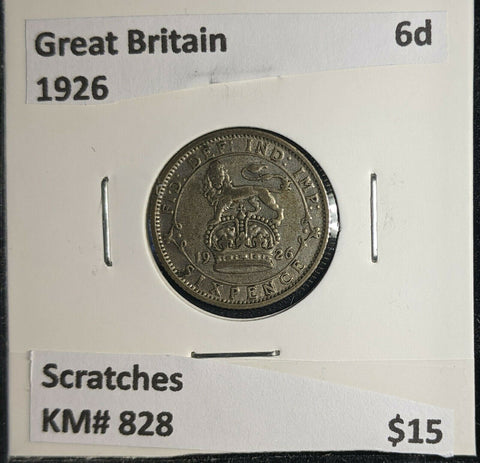 Great Britain 6d
1926
FID: DEF: IND: IMP:
19 26
SIXPENCE
Scratches
KM# 828 $15